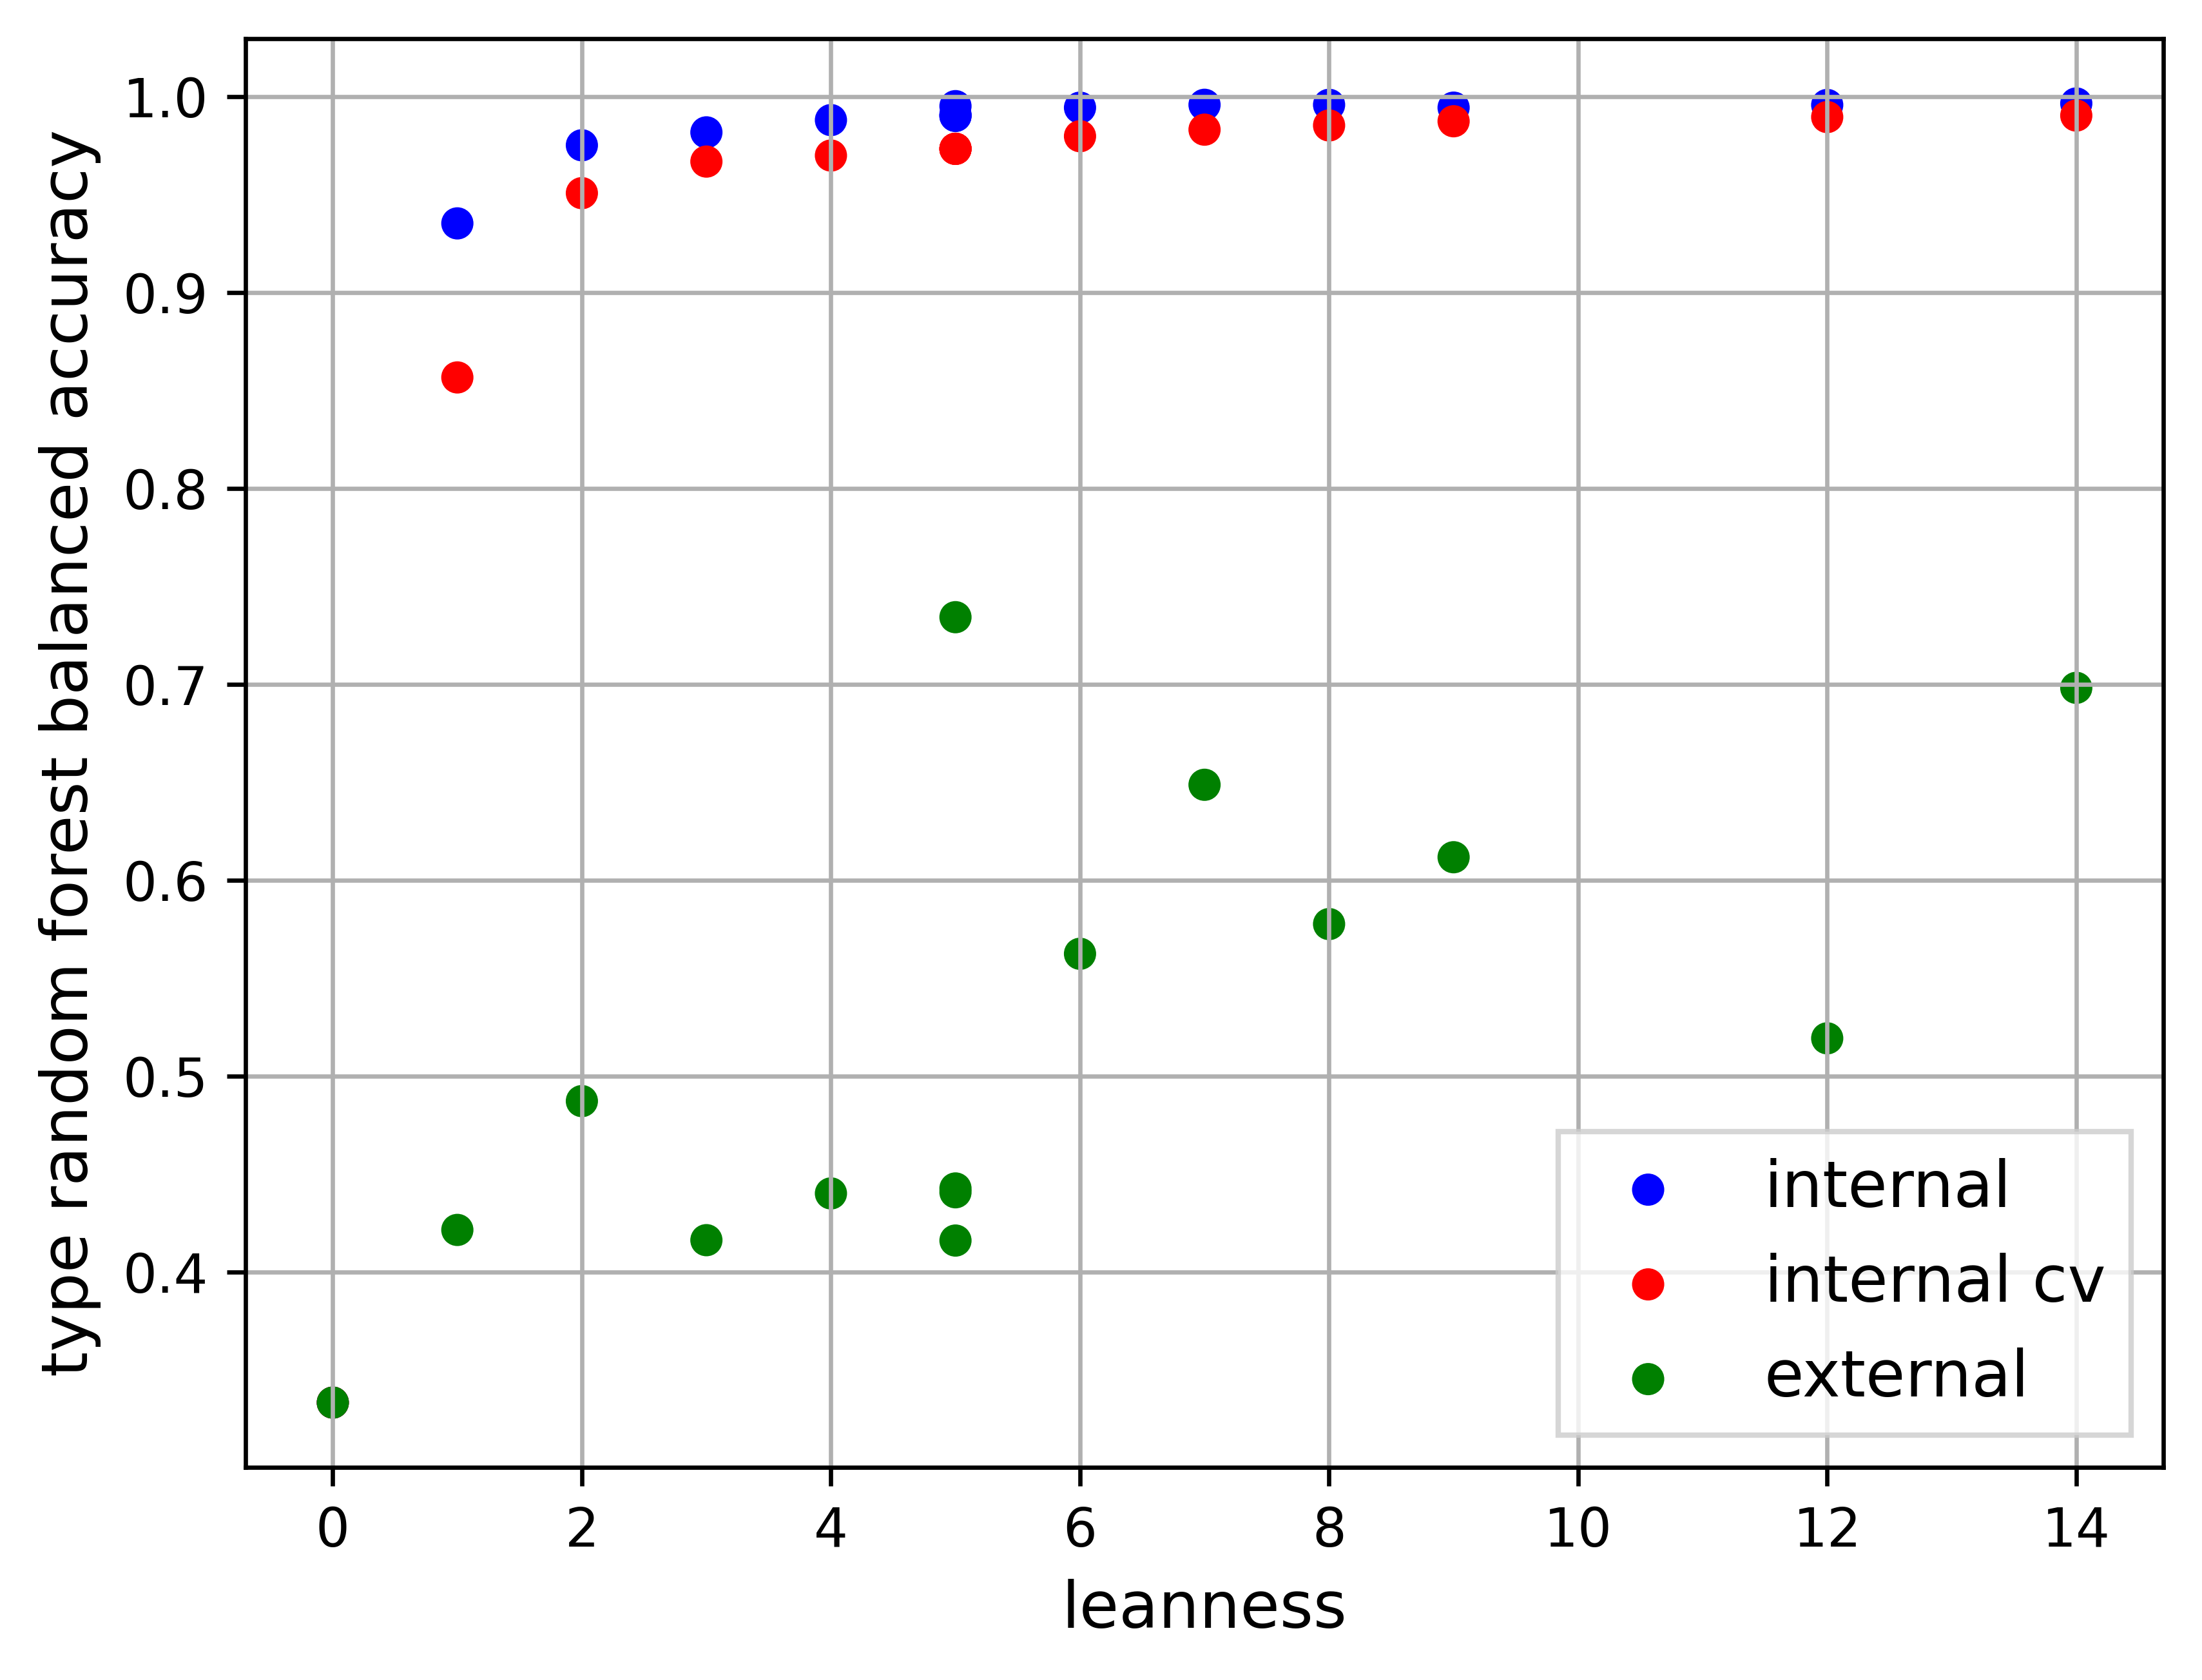 type random forest balanced accuracy
1.0
0.9
0.8
0.7
0.6
0.5
0.4
internal
internal cv
external
0 2 4 6 8 10 12 14
leanness